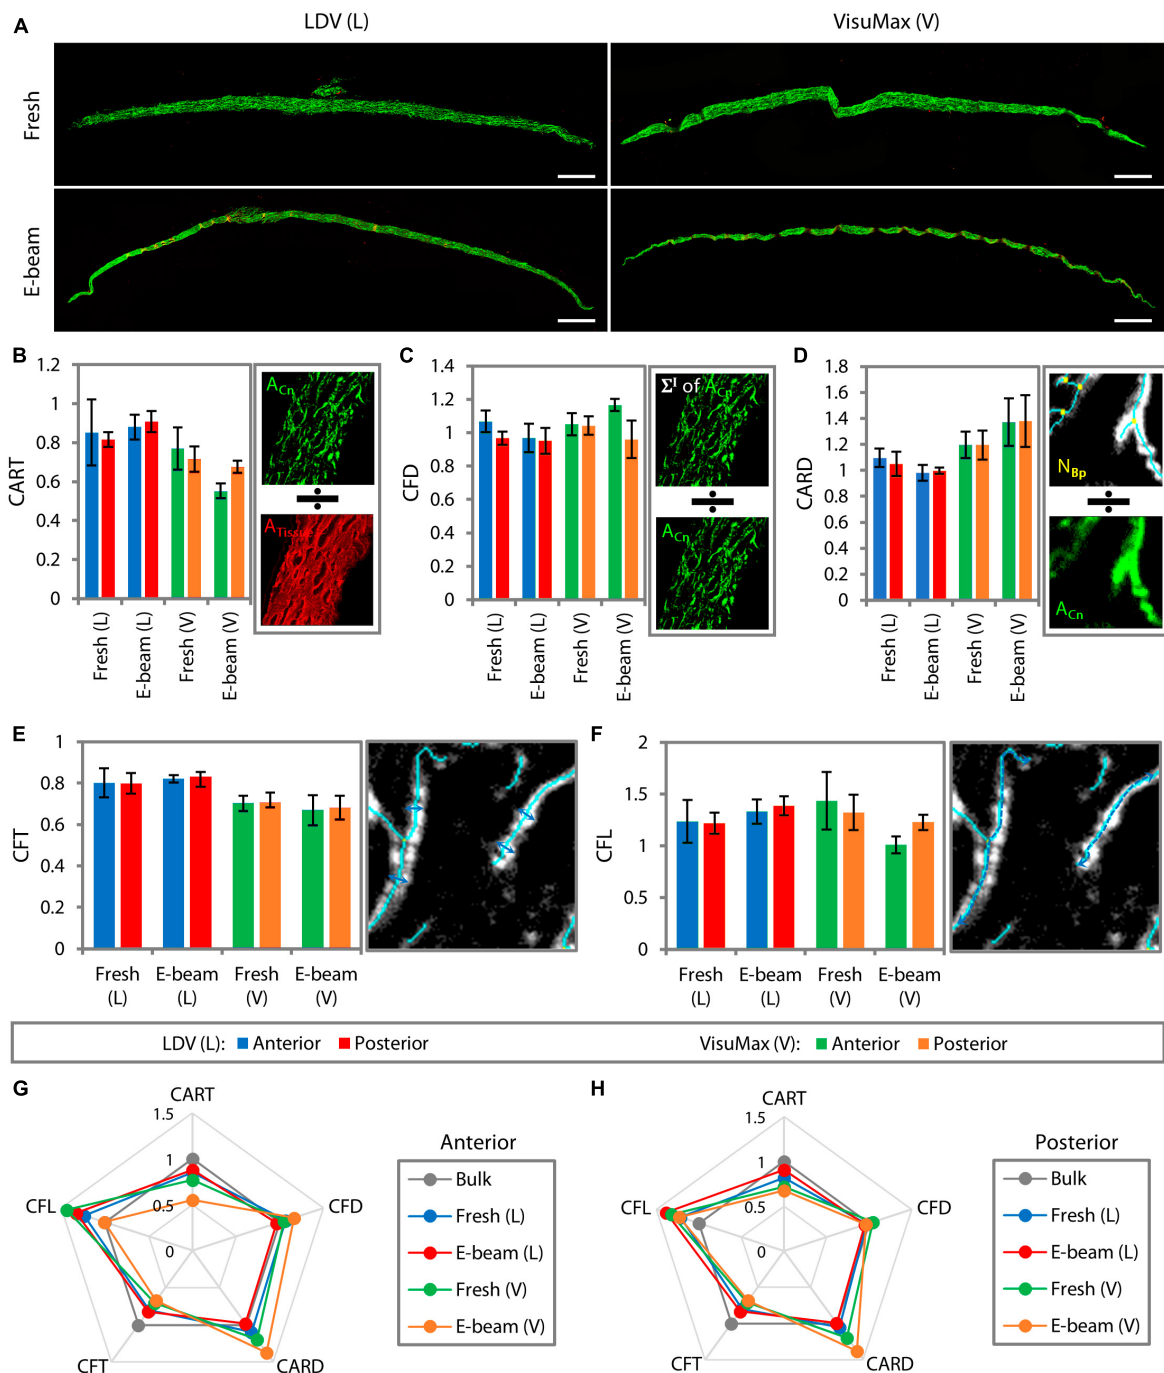 A
LDV (L)
VisuMax (V)
Fresh
E-beam
B
CART
1.2
1
0.8
0.6
0.4
0.2
0
Fresh (L)
E-beam (L)
Fresh (V)
E-beam (V)
A_Cn
A_Tissue
C
CFD
1.4
1.2
1
0.8
0.6
0.4
0.2
0
Fresh (L)
E-beam (L)
Fresh (V)
E-beam (V)
Σ^I of A_Cn
A_Cn
D
CARD
1.8
1.6
1.4
1.2
1
0.8
0.6
0.4
0.2
0
Fresh (L)
E-beam (L)
Fresh (V)
E-beam (V)
N_Bp
A_Cn
E
CFT
1
0.8
0.6
0.4
0.2
0
Fresh (L)
E-beam (L)
Fresh (V)
E-beam (V)
F
CFL
2
1.5
1
0.5
0
Fresh (L)
E-beam (L)
Fresh (V)
E-beam (V)
LDV (L): Anterior Posterior
VisuMax (V): Anterior Posterior
G
CART
1.5
1
0.5
0
CFL
CFD
CFT
CARD
Anterior
Bulk
Fresh (L)
E-beam (L)
Fresh (V)
E-beam (V)
H
CART
1.5
1
0.5
0
CFL
CFD
CFT
CARD
Posterior
Bulk
Fresh (L)
E-beam (L)
Fresh (V)
E-beam (V)